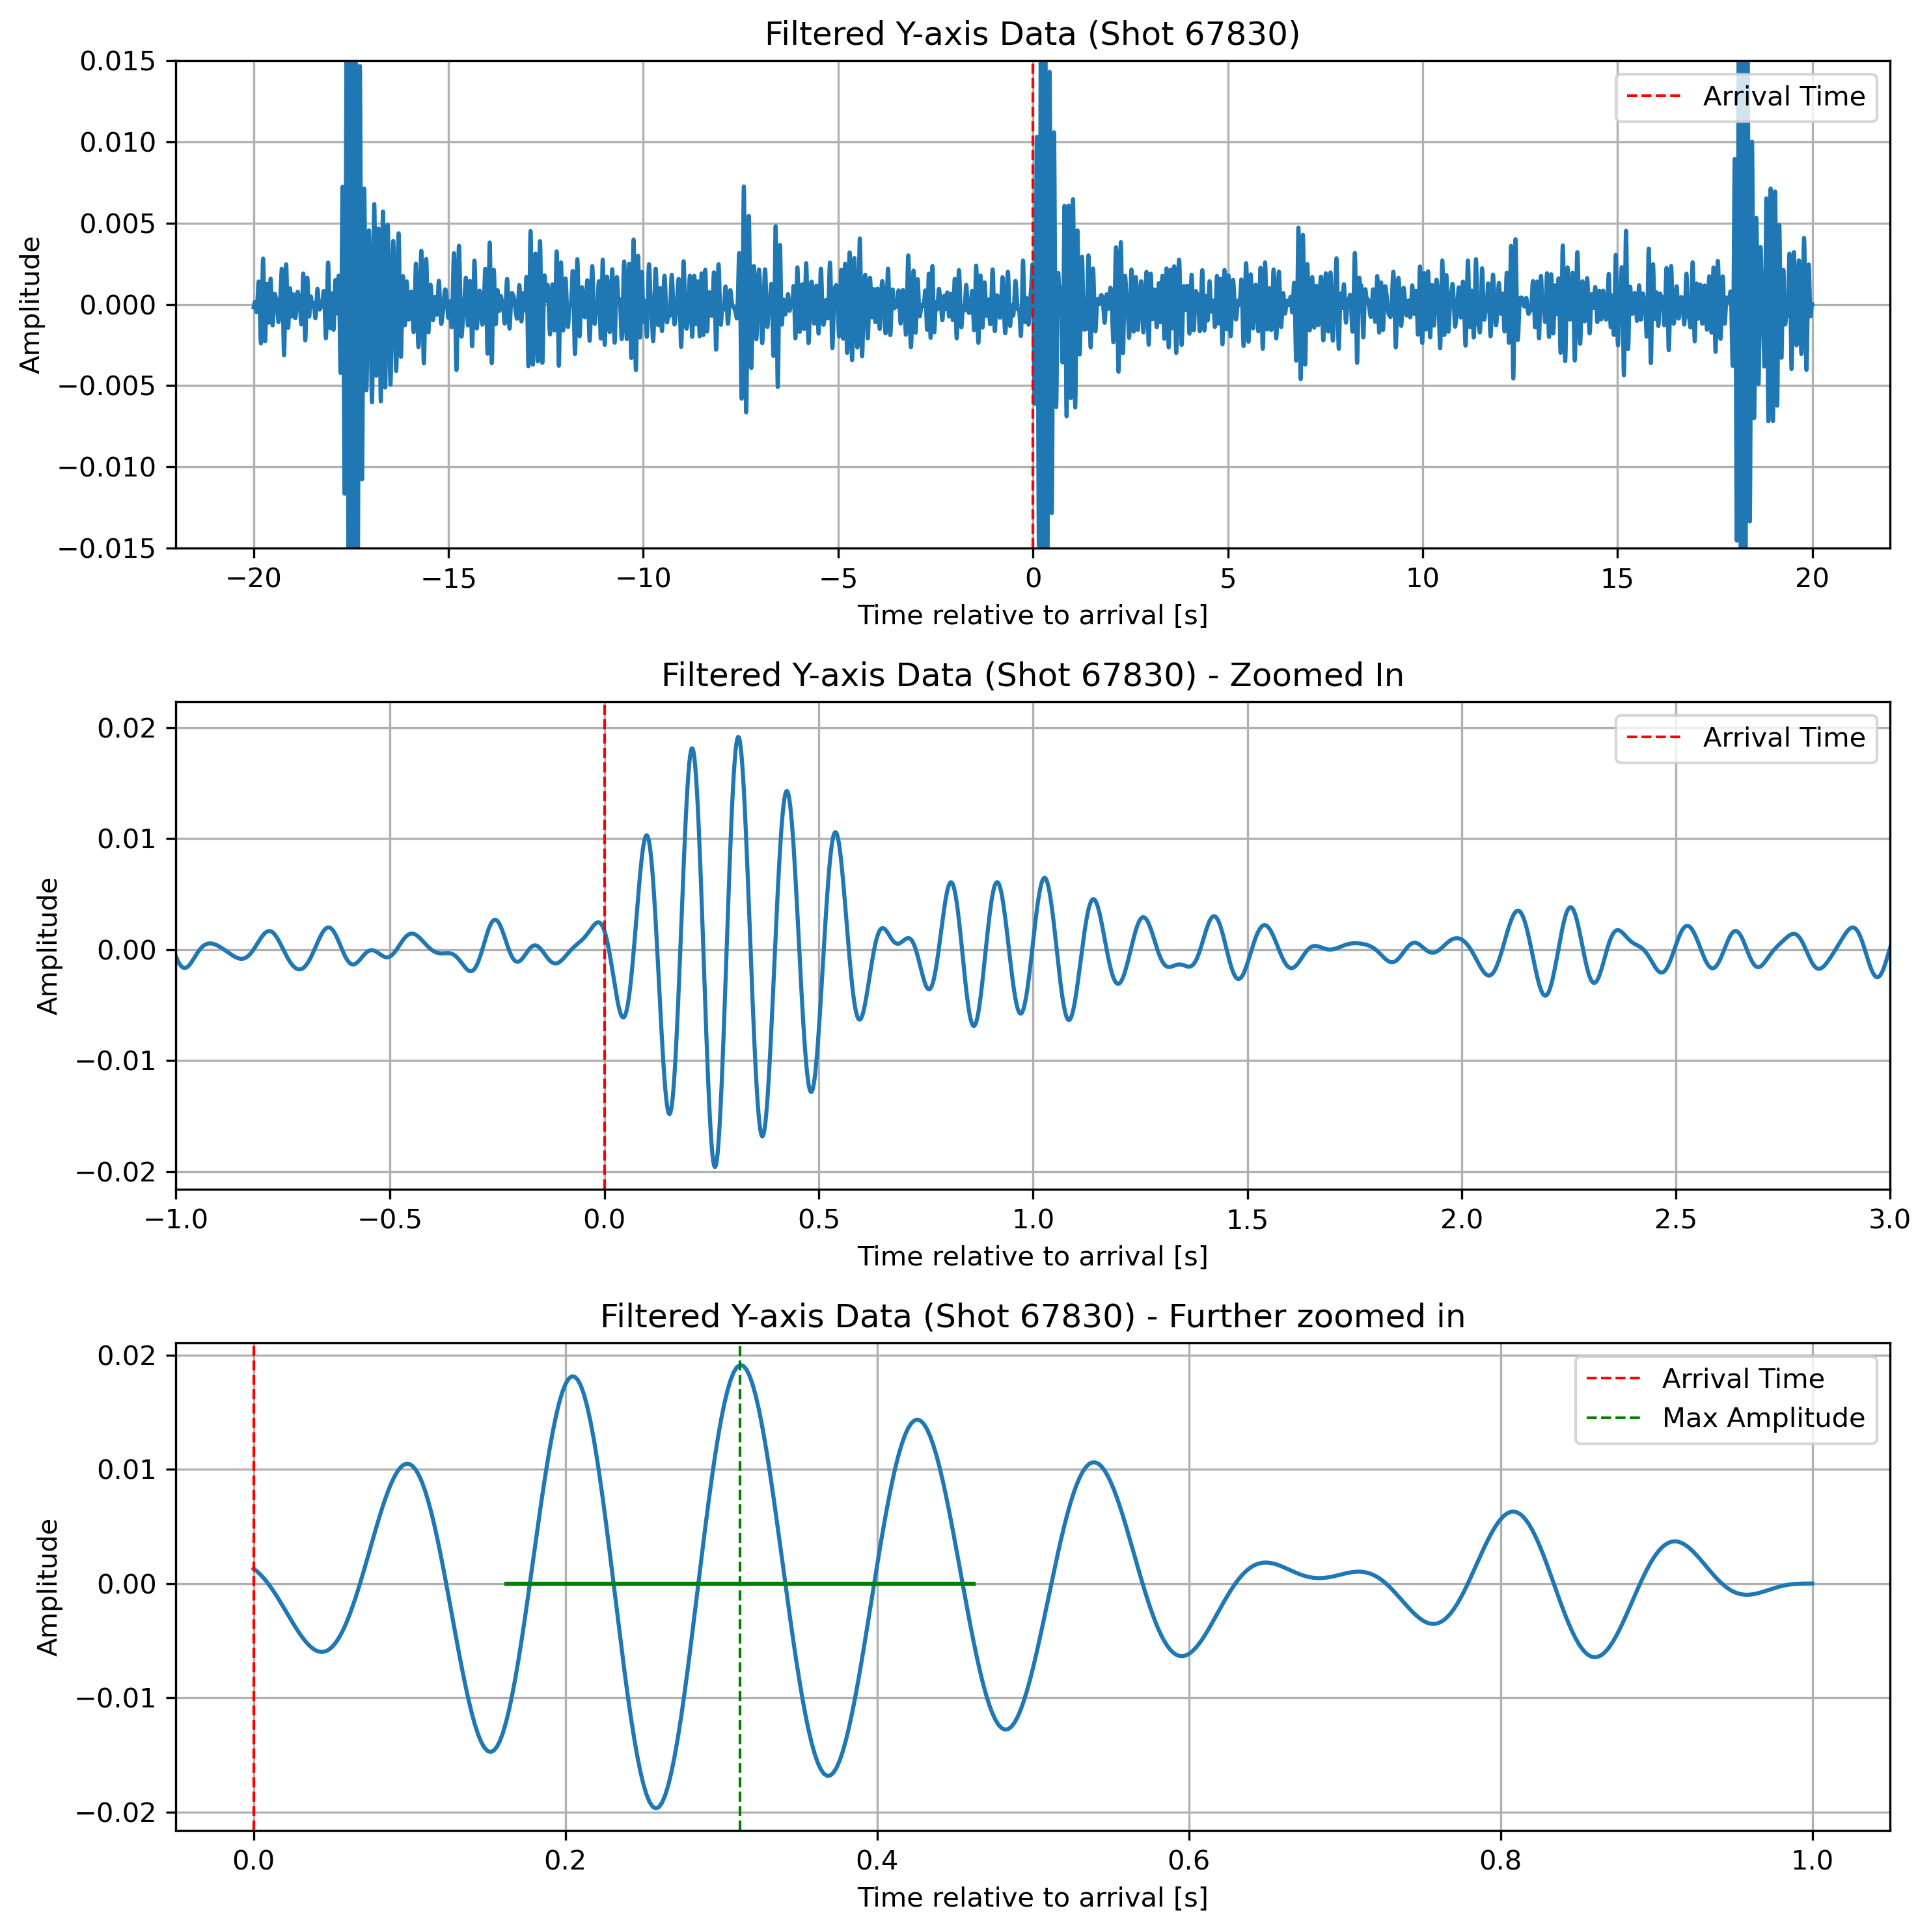 Filtered Y-axis Data (Shot 67830)
0.015
0.010
0.005
0.000
−0.005
−0.010
−0.015
Amplitude
Arrival Time
−20 −15 −10 −5 0 5 10 15 20
Time relative to arrival [s]
Filtered Y-axis Data (Shot 67830) - Zoomed In
0.02
0.01
0.00
−0.01
−0.02
Amplitude
Arrival Time
−1.0 −0.5 0.0 0.5 1.0 1.5 2.0 2.5 3.0
Time relative to arrival [s]
Filtered Y-axis Data (Shot 67830) - Further zoomed in
0.02
0.01
0.00
−0.01
−0.02
Amplitude
Arrival Time
Max Amplitude
0.0 0.2 0.4 0.6 0.8 1.0
Time relative to arrival [s]